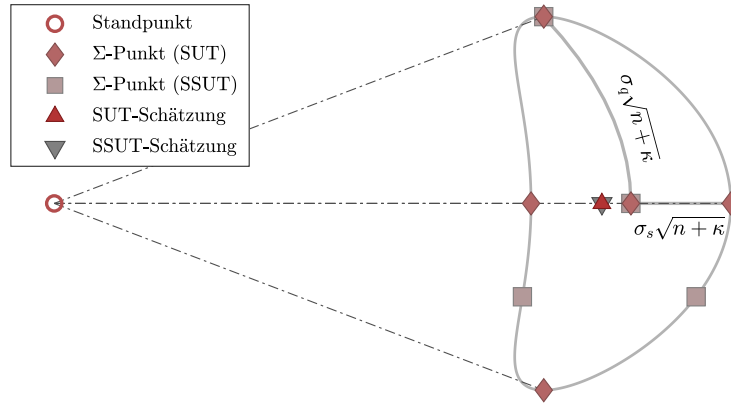 Standpunkt
Σ-Punkt (SUT)
Σ-Punkt (SSUT)
SUT-Schätzung
SSUT-Schätzung
σq√n + κ
σs√n + κ